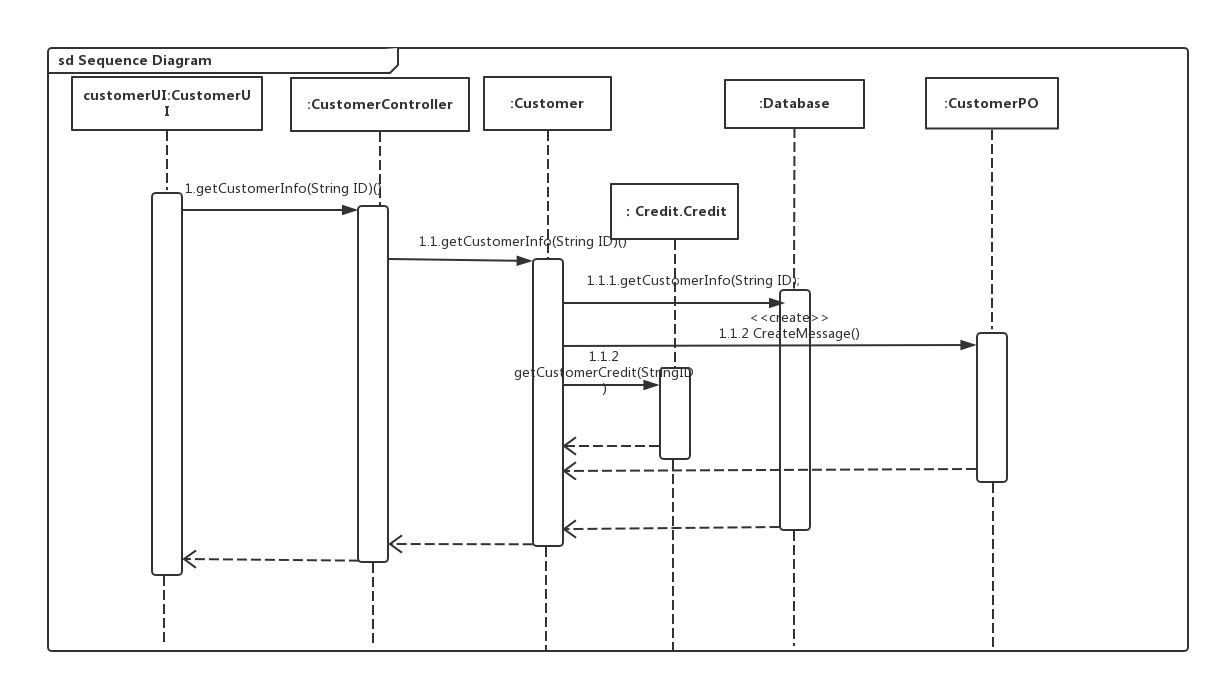 sd Sequence Diagram
customerUI:CustomerU
I
:CustomerController
:Customer
:Database
:CustomerPO
1.getCustomerInfo(String ID)()
: Credit.Credit
1.1.getCustomerInfo(String ID)()
1.1.1.getCustomerInfo(String ID);
<<create>>
1.1.2 CreateMessage()
1.1.2
getCustomerCredit(StringID
)